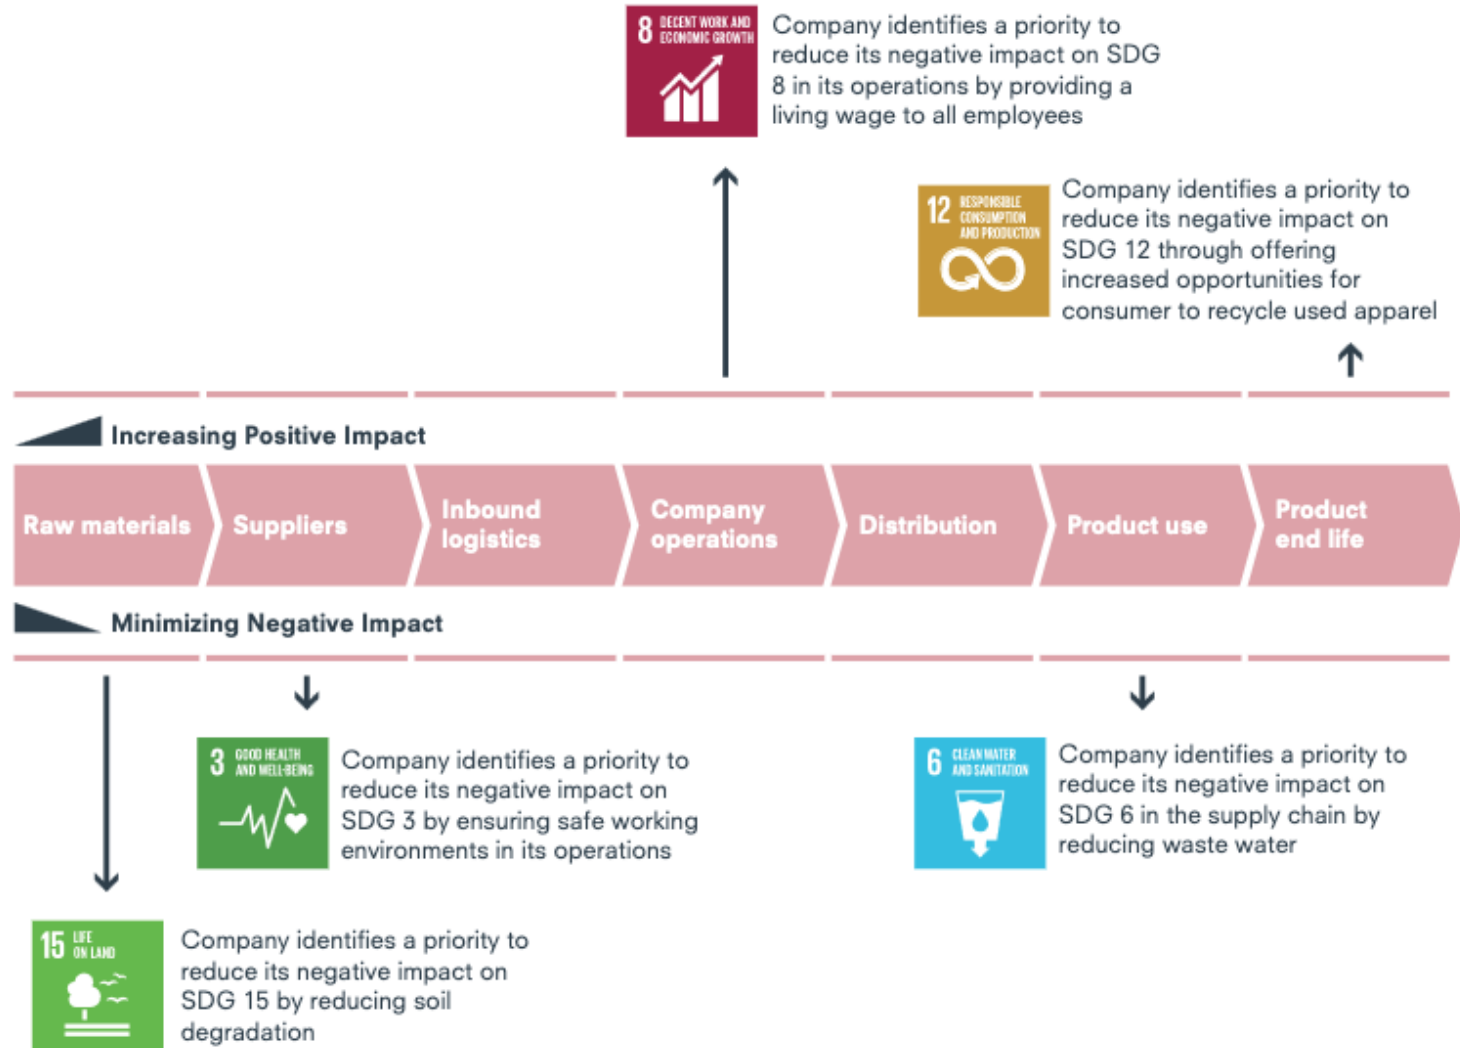 8 DECENT WORK AND
ECONOMIC GROWTH
Company identifies a priority to
reduce its negative impact on SDG
8 in its operations by providing a
living wage to all employees
12 RESPONSIBLE
CONSUMPTION
AND PRODUCTION
Company identifies a priority to
reduce its negative impact on
SDG 12 through offering
increased opportunities for
consumer to recycle used apparel
Increasing Positive Impact
Raw materials
Suppliers
Inbound
logistics
Company
operations
Distribution
Product use
Product
end life
Minimizing Negative Impact
3 GOOD HEALTH
AND WELL-BEING
Company identifies a priority to
reduce its negative impact on
SDG 3 by ensuring safe working
environments in its operations
6 CLEAN WATER
AND SANITATION
Company identifies a priority to
reduce its negative impact on
SDG 6 in the supply chain by
reducing waste water
15 LIFE
ON LAND
Company identifies a priority to
reduce its negative impact on
SDG 15 by reducing soil
degradation